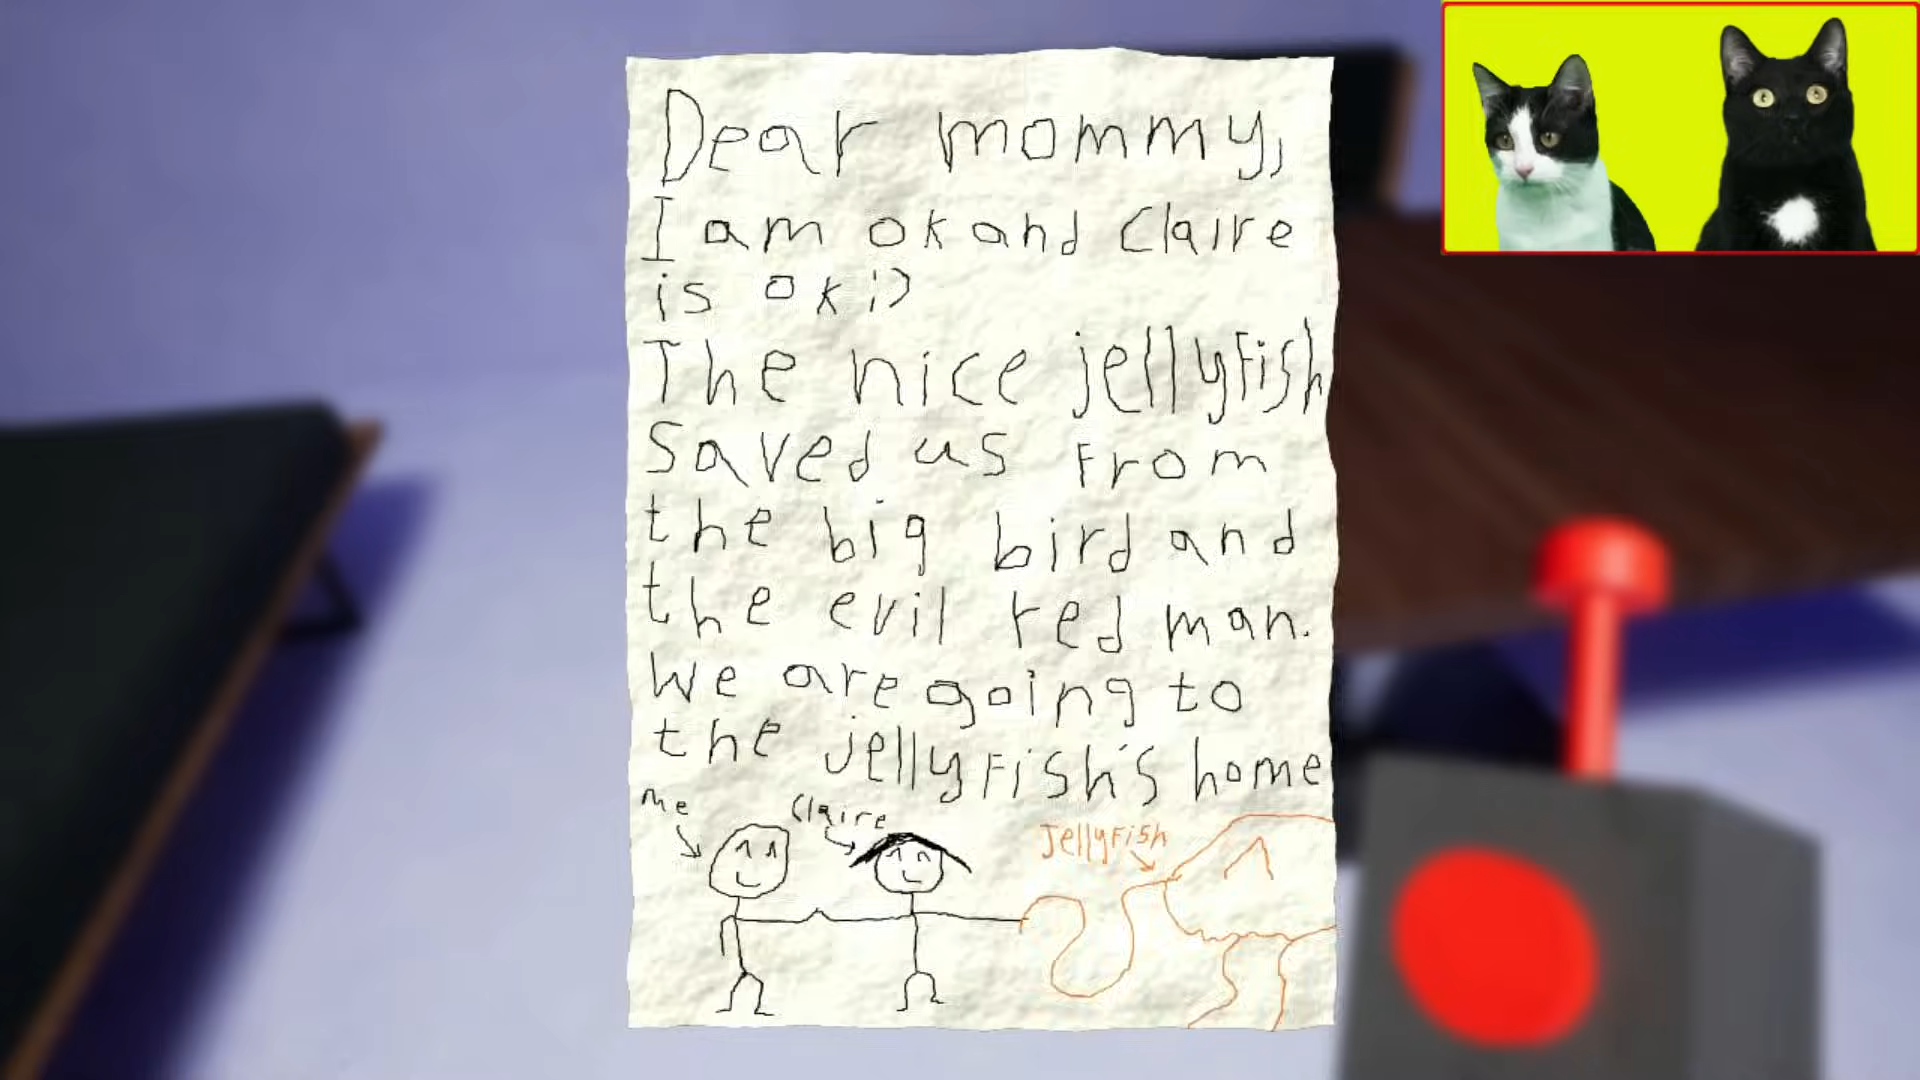 Dear mommy,
I am ok and Claire
is ok :)
The nice jellyfish
saved us from
the big bird and
the evil red man.
We are going to
the jellyfish's home
Me
Claire
Jellyfish